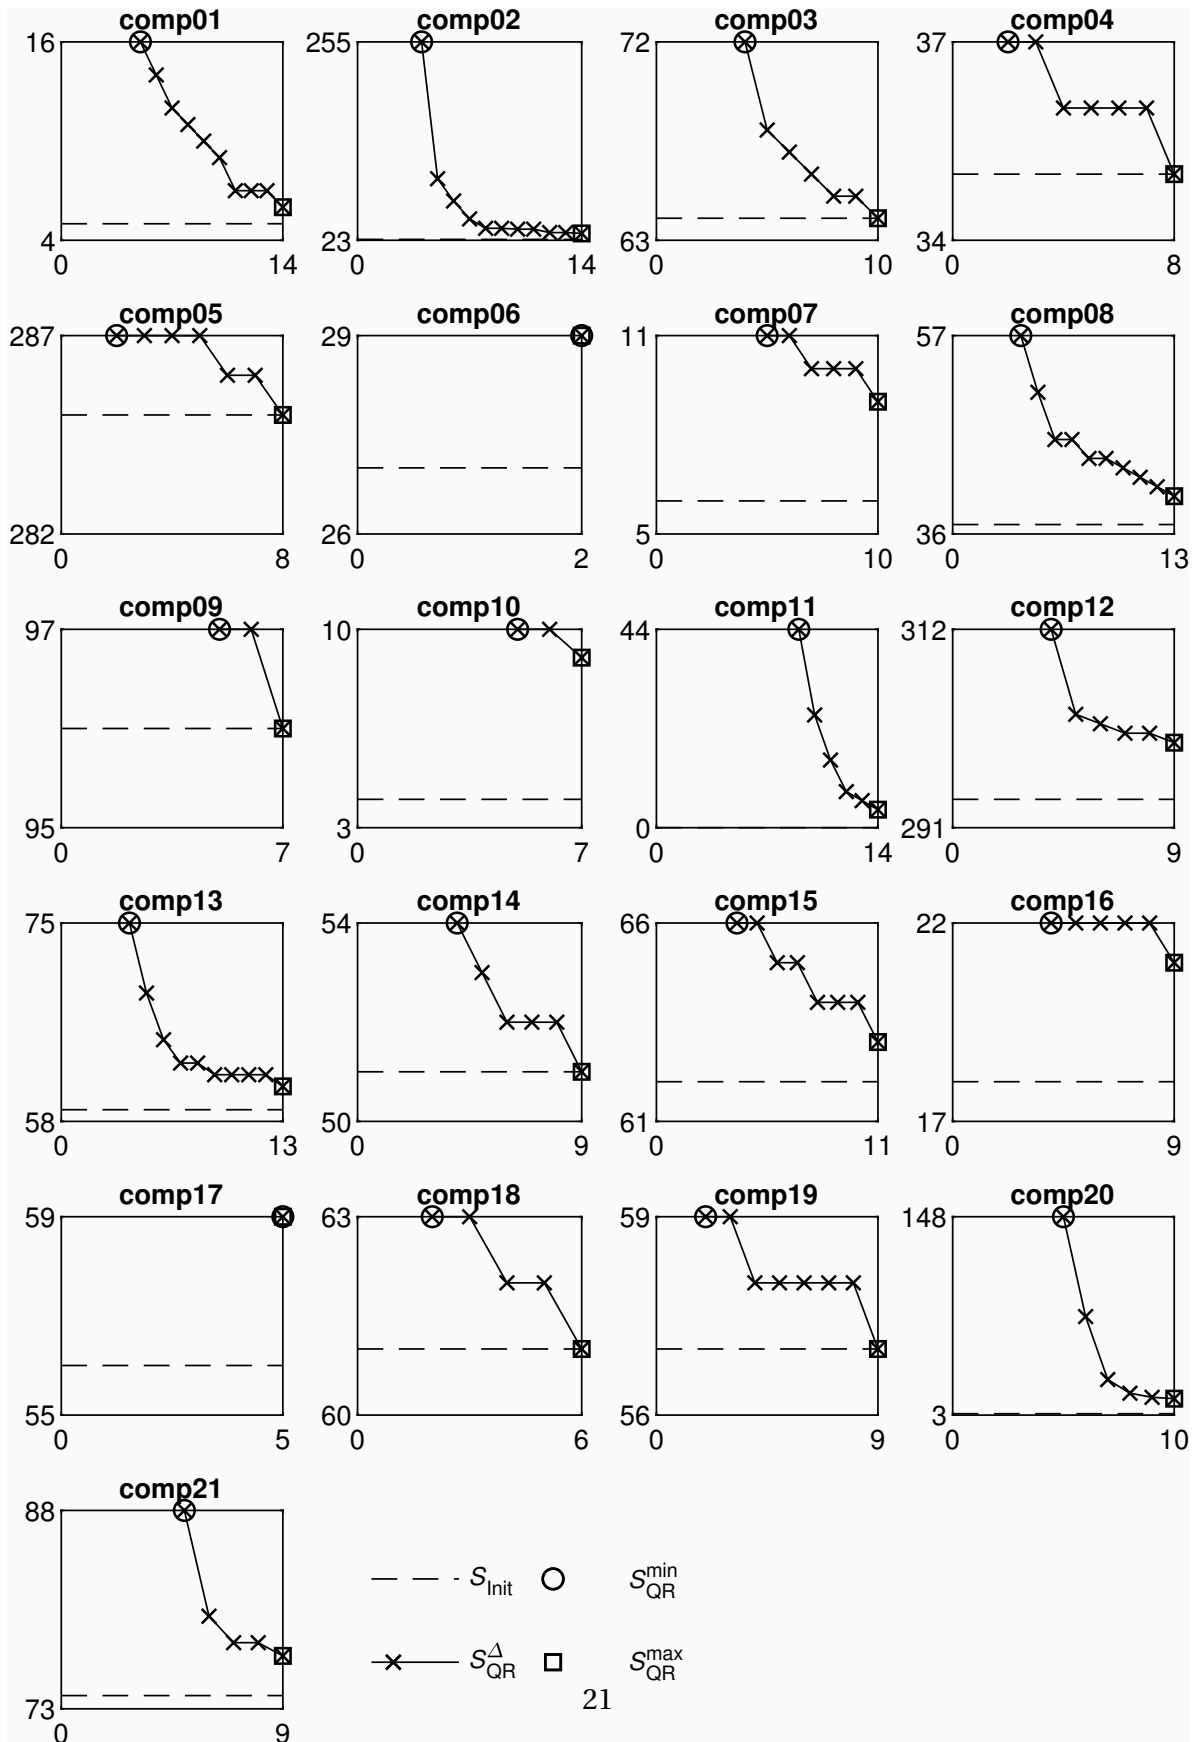 comp01 comp02 comp03 comp04
16 255 72 37
4 23 63 34
0 14 0 14 0 10 0 8
comp05 comp06 comp07 comp08
287 29 11 57
282 26 5 36
0 8 0 2 0 10 0 13
comp09 comp10 comp11 comp12
97 10 44 312
95 3 0 291
0 7 0 7 0 14 0 9
comp13 comp14 comp15 comp16
75 54 66 22
58 50 61 17
0 13 0 9 0 11 0 9
comp17 comp18 comp19 comp20
59 63 59 148
55 60 56 3
0 5 0 6 0 9 0 10
comp21
88
S_Init S_QR^min
S_QR^Δ S_QR^max
73
0 9
21